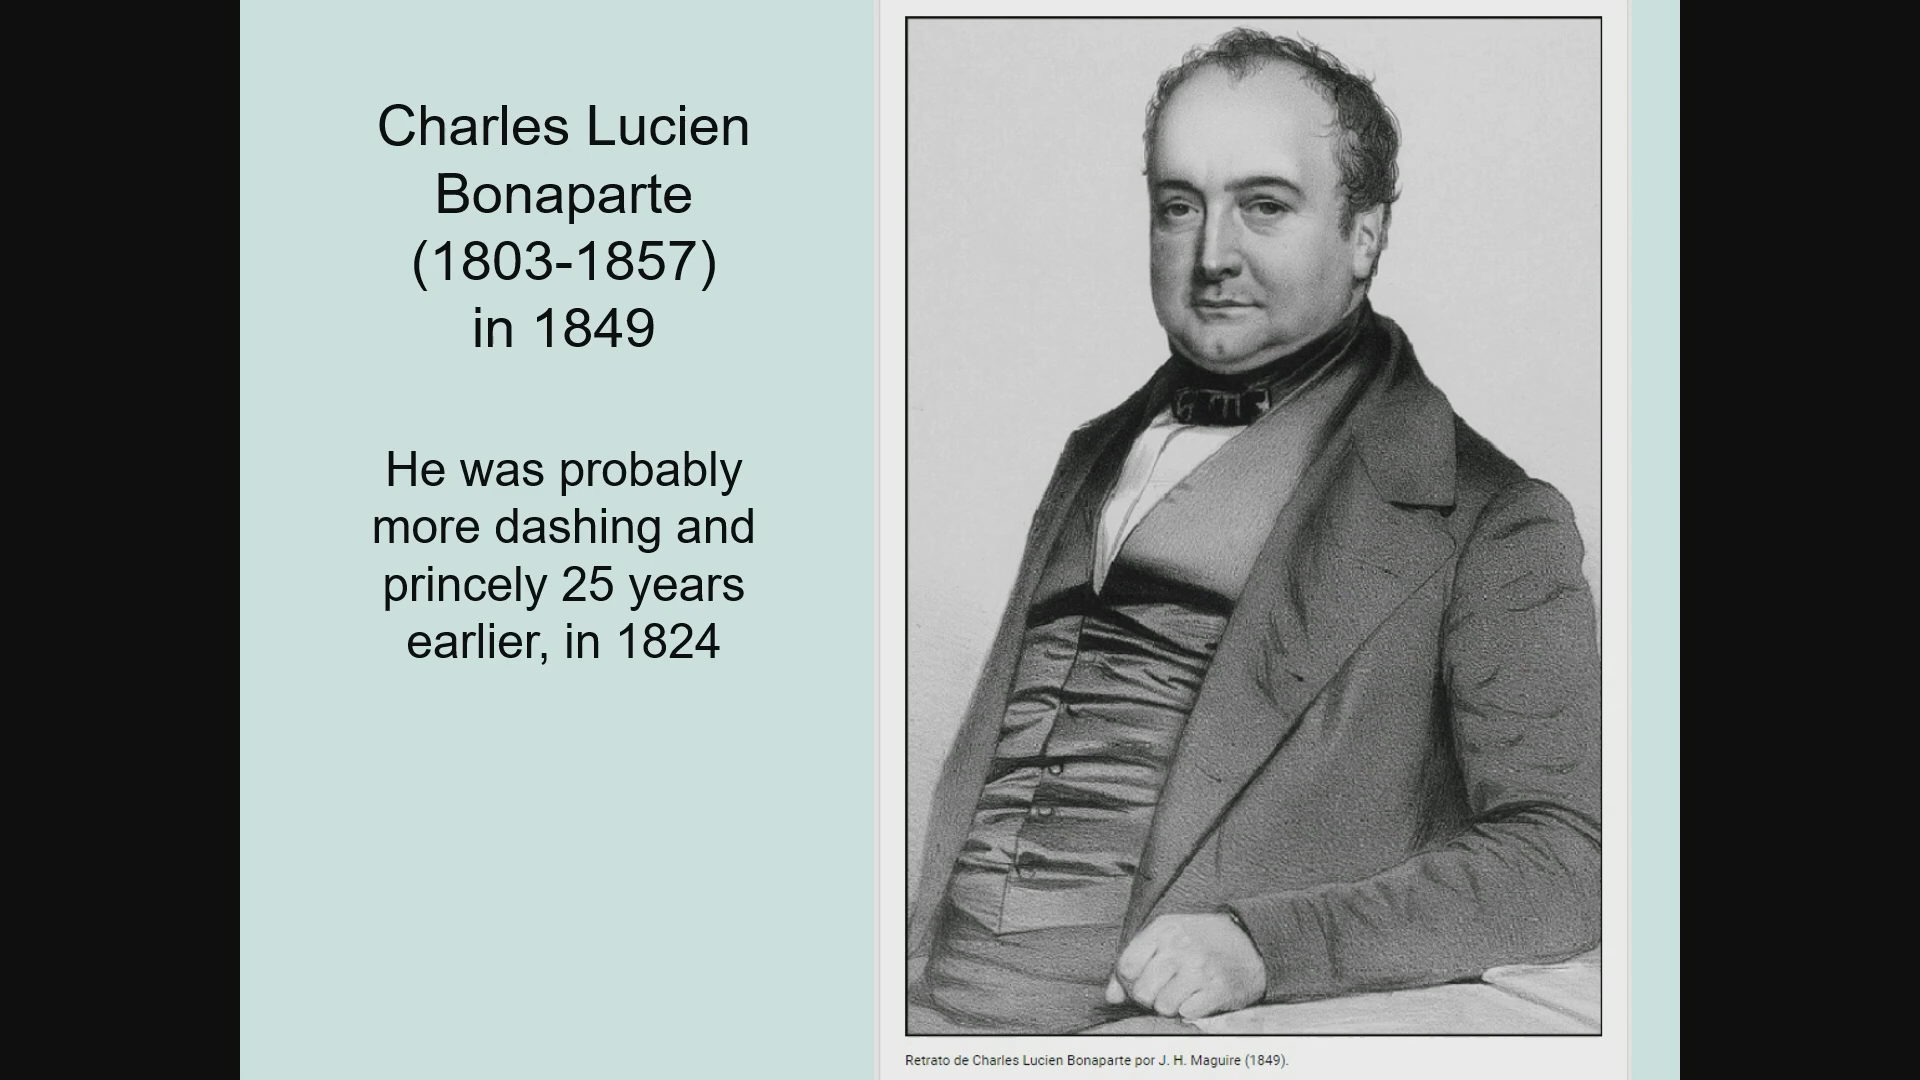 Charles Lucien
Bonaparte
(1803-1857)
in 1849
He was probably
more dashing and
princely 25 years
earlier, in 1824
Retrato de Charles Lucien Bonaparte por J. H. Maguire (1849).